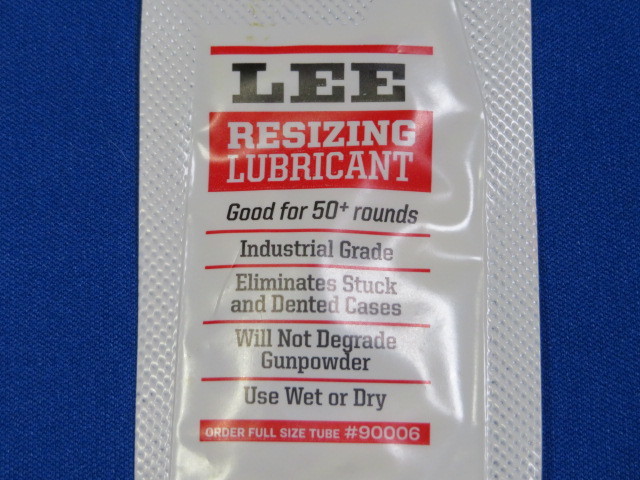 LEE
RESIZING
LUBRICANT
Good for 50+ rounds
Industrial Grade
Eliminates Stuck
and Dented Cases
Will Not Degrade
Gunpowder
Use Wet or Dry
ORDER FULL SIZE TUBE #90006